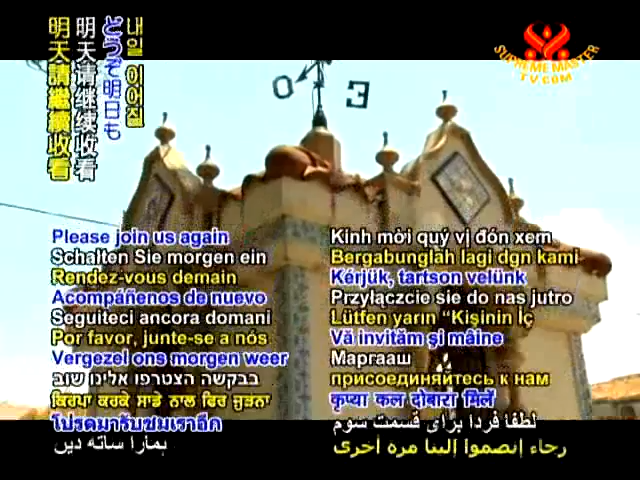 明天請繼續收看
明天请继续收看
どうぞ明日も
내일 이어질
SUPREME MASTER
TV.COM
O
Please join us again
Schalten Sie morgen ein
Rendez-vous demain
Acompáñenos de nuevo
Seguiteci ancora domani
Por favor, junte-se a nós
Vergezel ons morgen weer
בבקשה הצטרפו אלינו שוב
ਕਿਰਪਾ ਕਰਕੇ ਸਾਡੇ ਨਾਲ ਫਿਰ ਜੁੜਨਾ
โปรดมารับชมเราอีก
ہمارا ساتھ دیں
Kính mời quý vị đón xem
Bergabunglah lagi dgn kami
Kérjük, tartson velünk
Przyłączcie sie do nas jutro
Lütfen yarın “Kişinin İç
Vă invităm şi mâine
Маргааш
присоединяйтесь к нам
कृप्या कल दोबारा मिलें
لطفا فردا برای قسمت سوم
رجاء إنضموا إلينا مرة أخرى